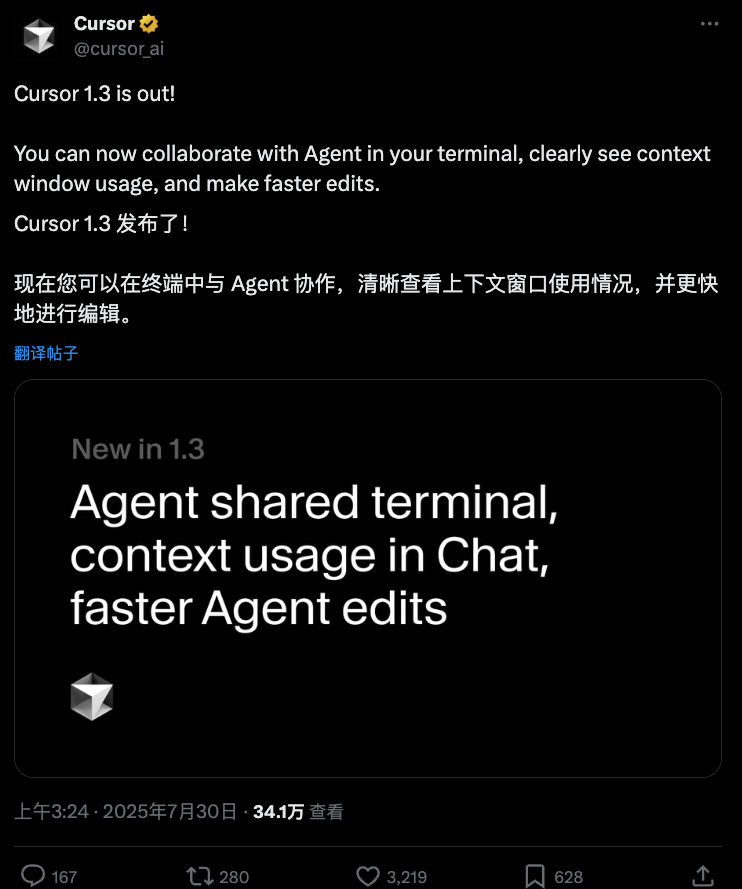 Cursor
@cursor_ai
Cursor 1.3 is out!
You can now collaborate with Agent in your terminal, clearly see context
window usage, and make faster edits.
Cursor 1.3 发布了！
现在您可以在终端中与 Agent 协作，清晰查看上下文窗口使用情况，并更快
地进行编辑。
翻译帖子
New in 1.3
Agent shared terminal,
context usage in Chat,
faster Agent edits
上午3:24 · 2025年7月30日 · 34.1万 查看
167 280 3,219 628